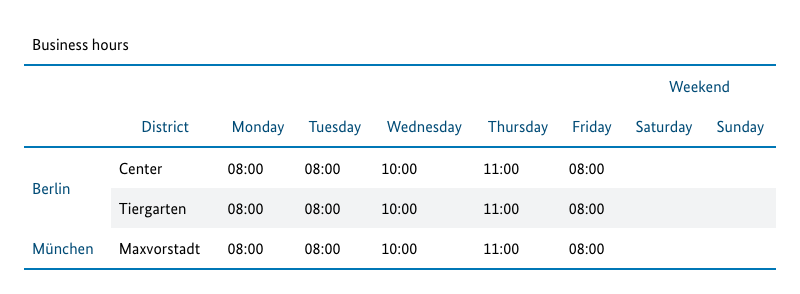 Business hours
Weekend
District Monday Tuesday Wednesday Thursday Friday Saturday Sunday
Berlin
Center 08:00 08:00 10:00 11:00 08:00
Tiergarten 08:00 08:00 10:00 11:00 08:00
München Maxvorstadt 08:00 08:00 10:00 11:00 08:00